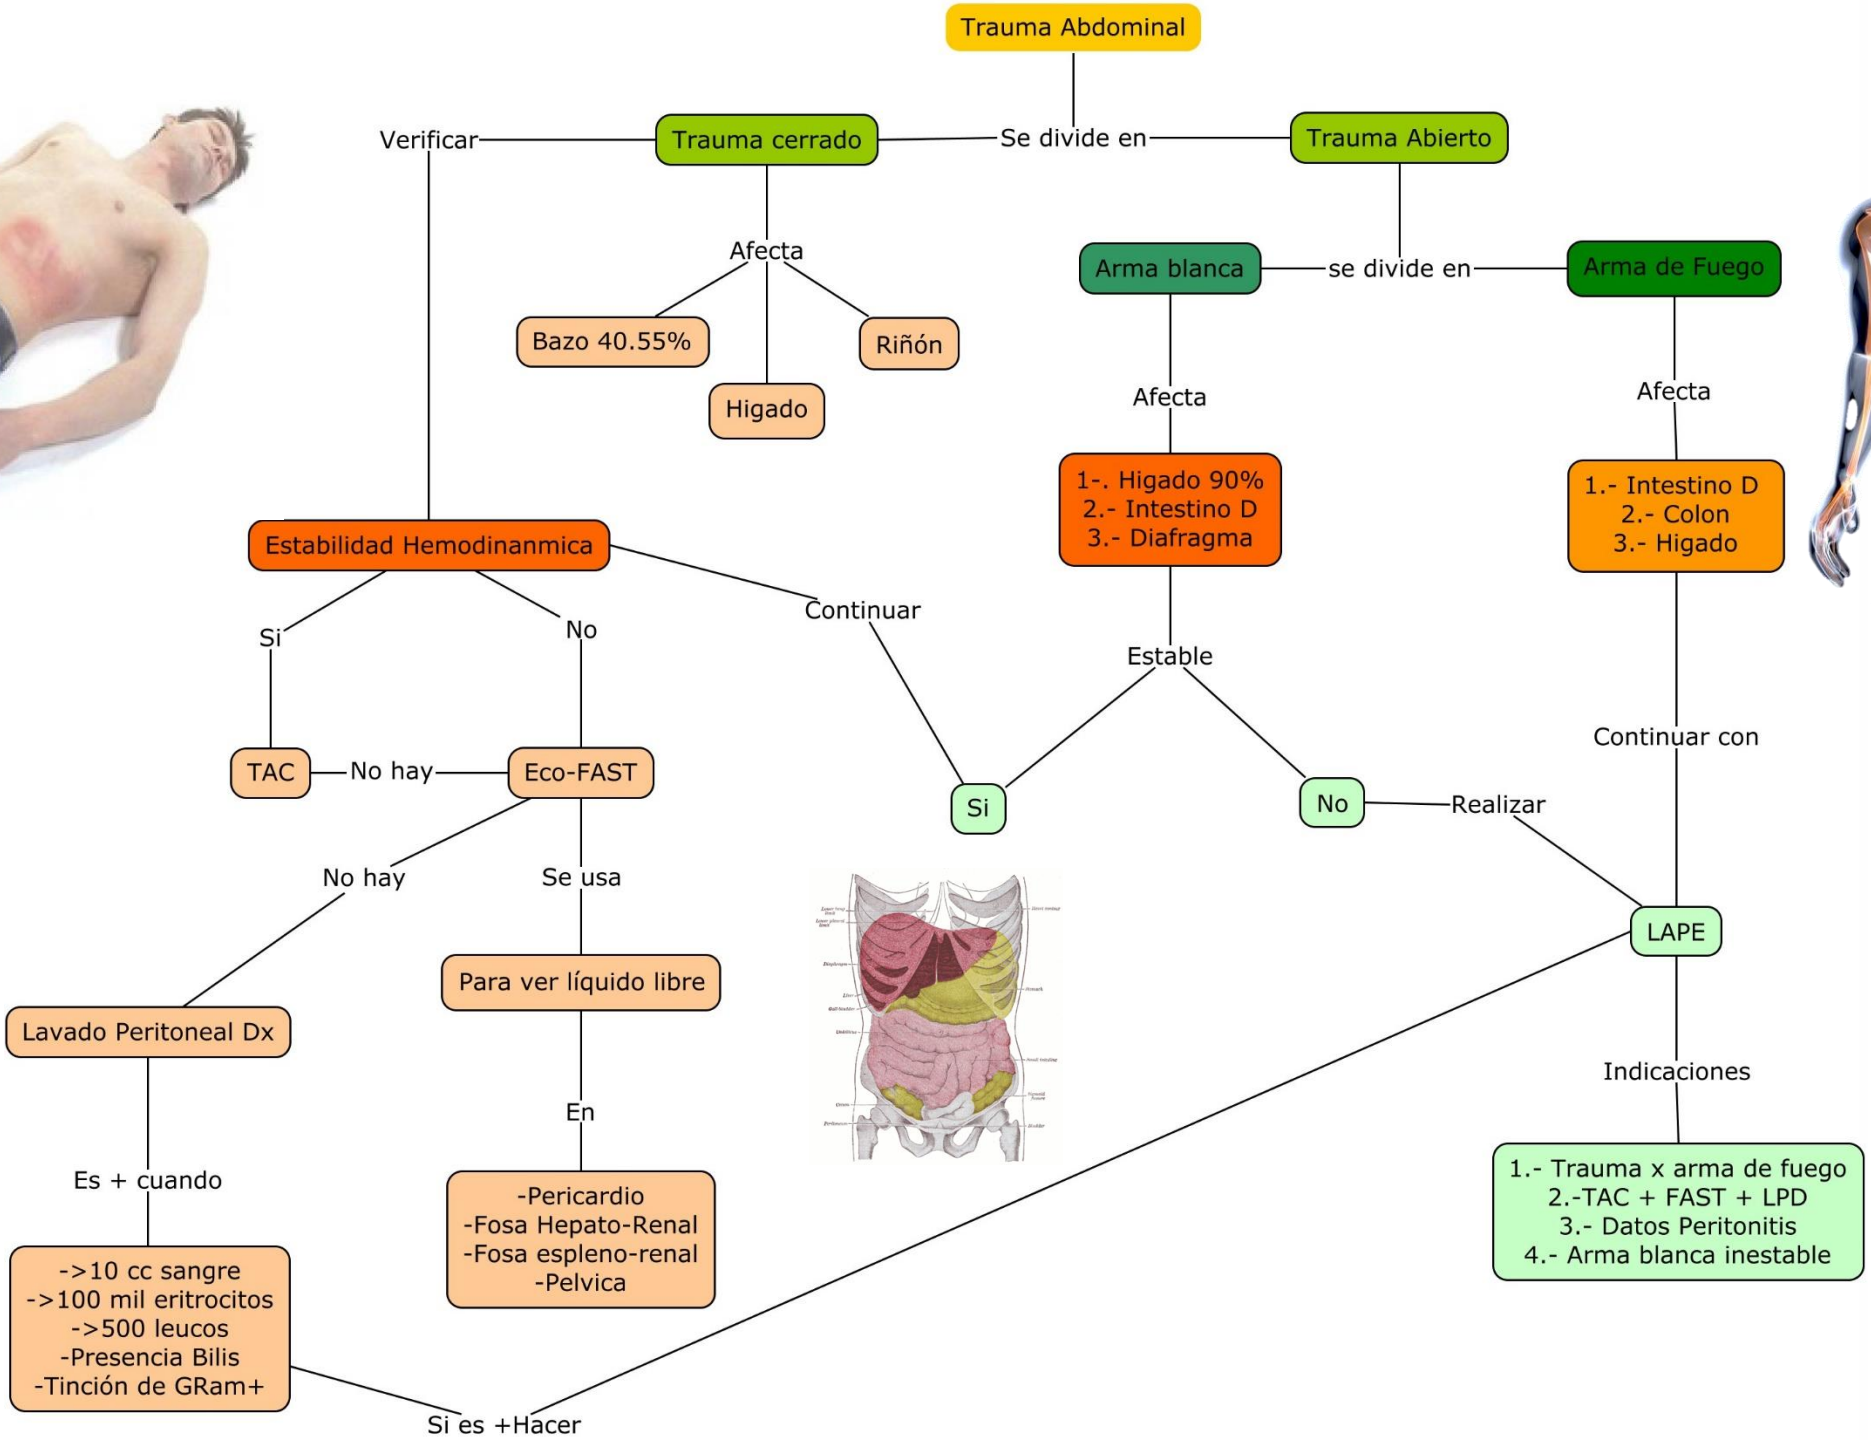 Trauma Abdominal
Verificar
Trauma cerrado
Se divide en
Trauma Abierto
Afecta
Bazo 40.55%
Higado
Riñón
Arma blanca
se divide en
Arma de Fuego
Afecta
Afecta
1-. Higado 90%
2.- Intestino D
3.- Diafragma
1.- Intestino D
2.- Colon
3.- Higado
Estabilidad Hemodinanmica
Si
No
Continuar
Estable
Continuar con
TAC
No hay
Eco-FAST
Si
No
Realizar
No hay
Se usa
LAPE
Lavado Peritoneal Dx
Para ver líquido libre
Indicaciones
En
Es + cuando
-Pericardio
-Fosa Hepato-Renal
-Fosa espleno-renal
-Pelvica
1.- Trauma x arma de fuego
2.-TAC + FAST + LPD
3.- Datos Peritonitis
4.- Arma blanca inestable
->10 cc sangre
->100 mil eritrocitos
->500 leucos
-Presencia Bilis
-Tinción de GRam+
Si es +Hacer